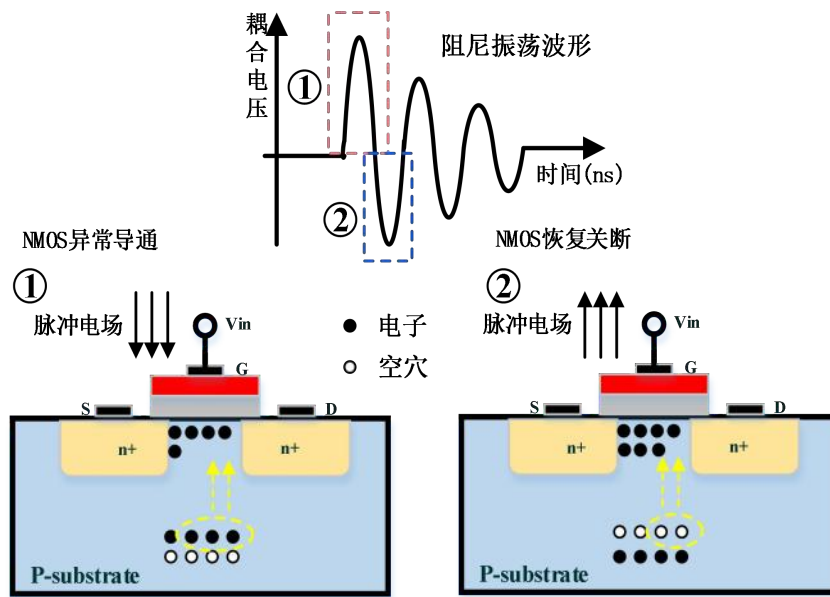 耦合电压
阻尼振荡波形
①
时间(ns)
②
NMOS异常导通
NMOS恢复关断
①
脉冲电场
Vin
G
S
D
n+
n+
P-substrate
电子
空穴
②
脉冲电场
Vin
G
S
D
n+
n+
P-substrate